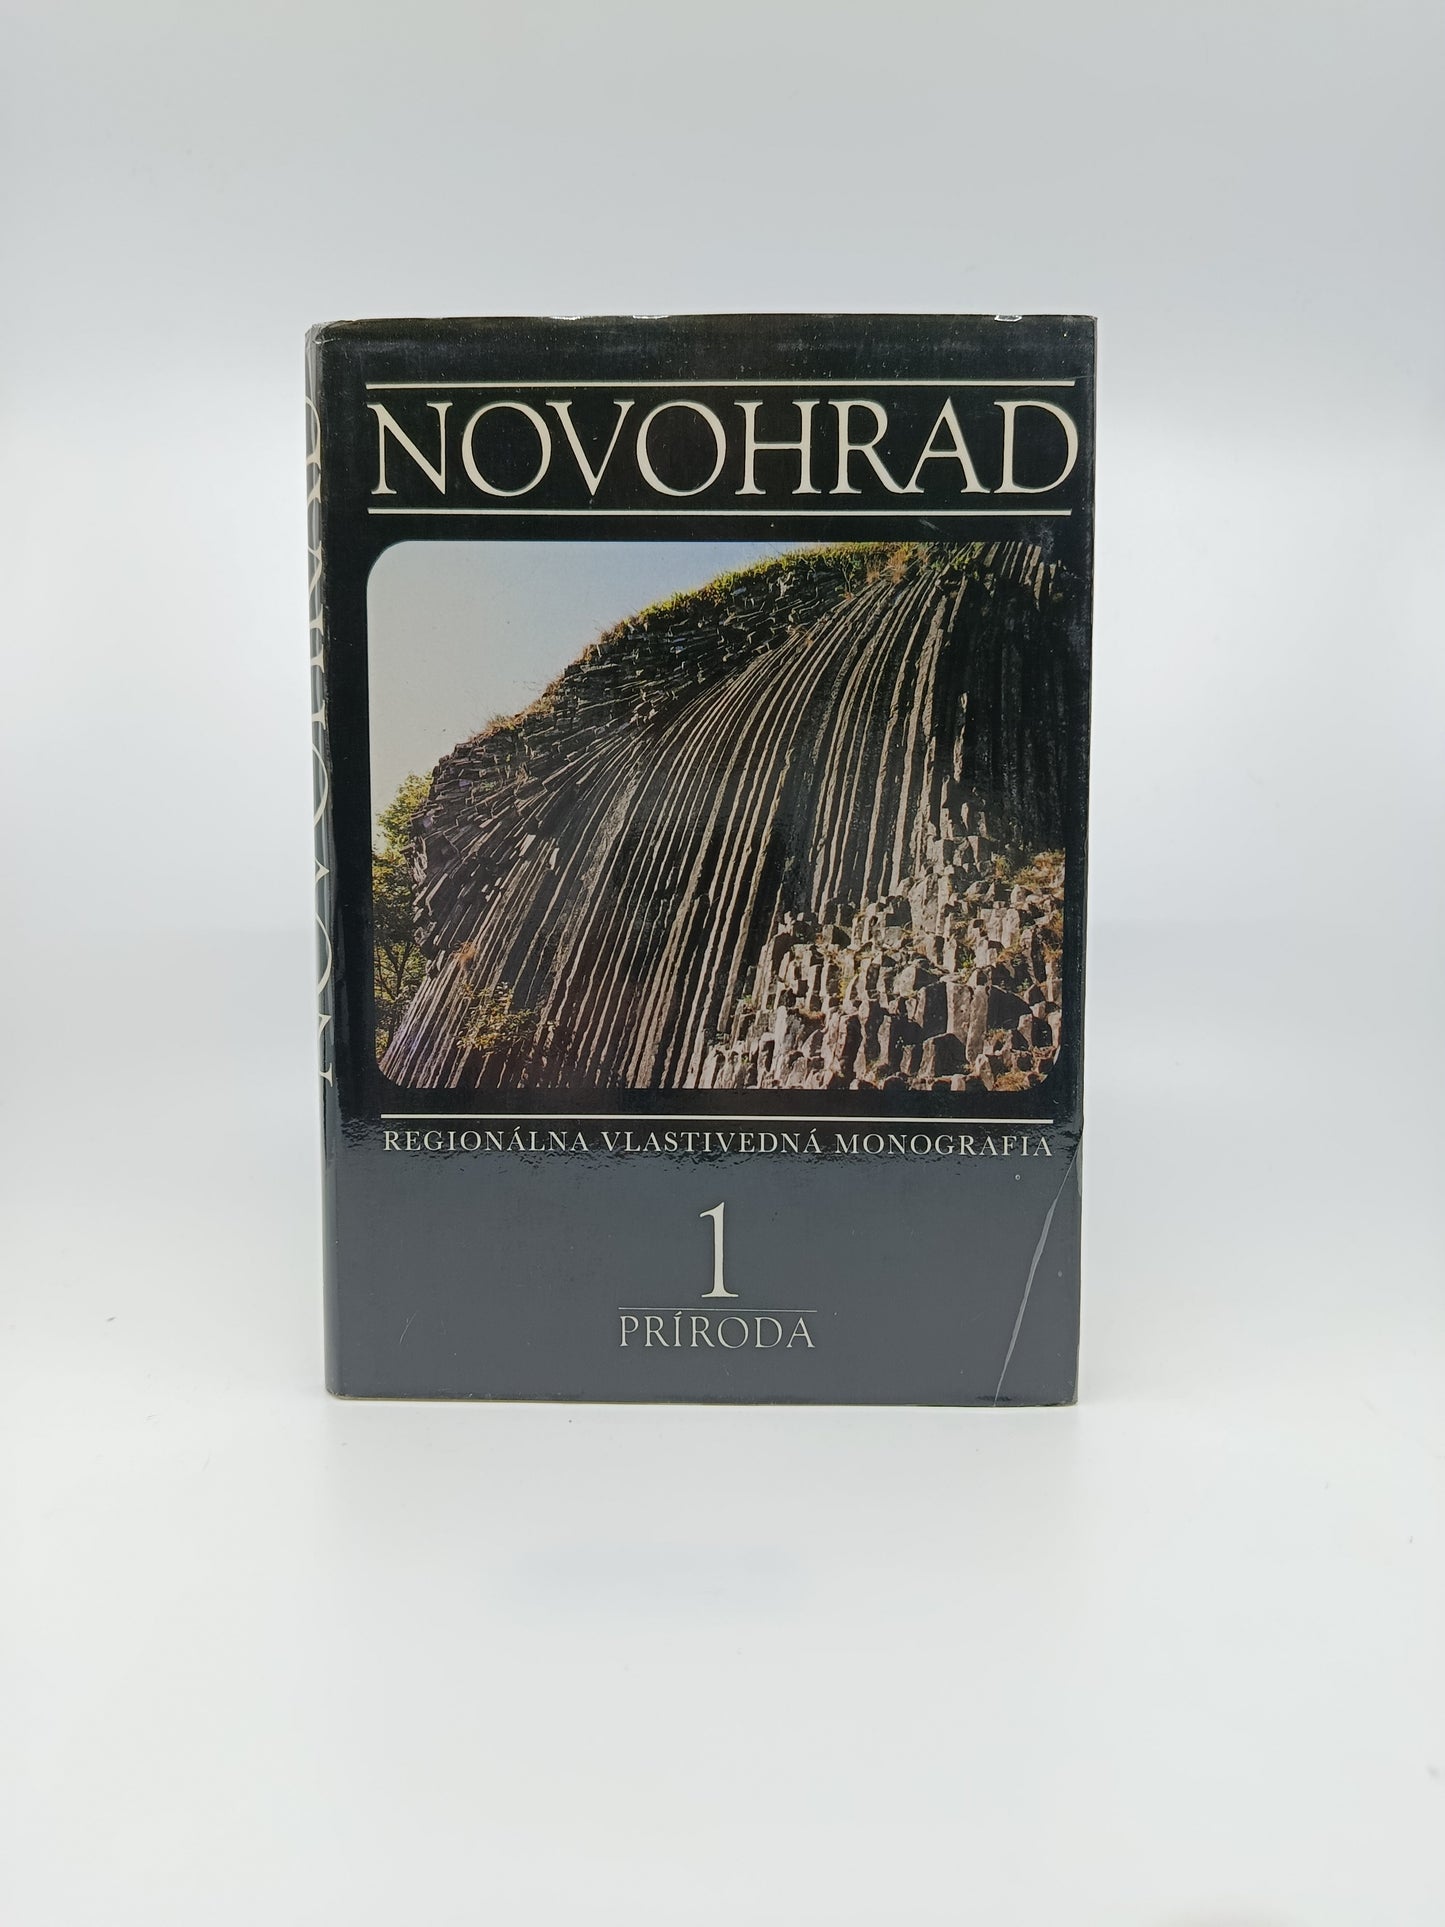 NOVOHRAD
NOVOHRAD
REGIONÁLNA VLASTIVEDNÁ MONOGRAFIA
1
PRÍRODA